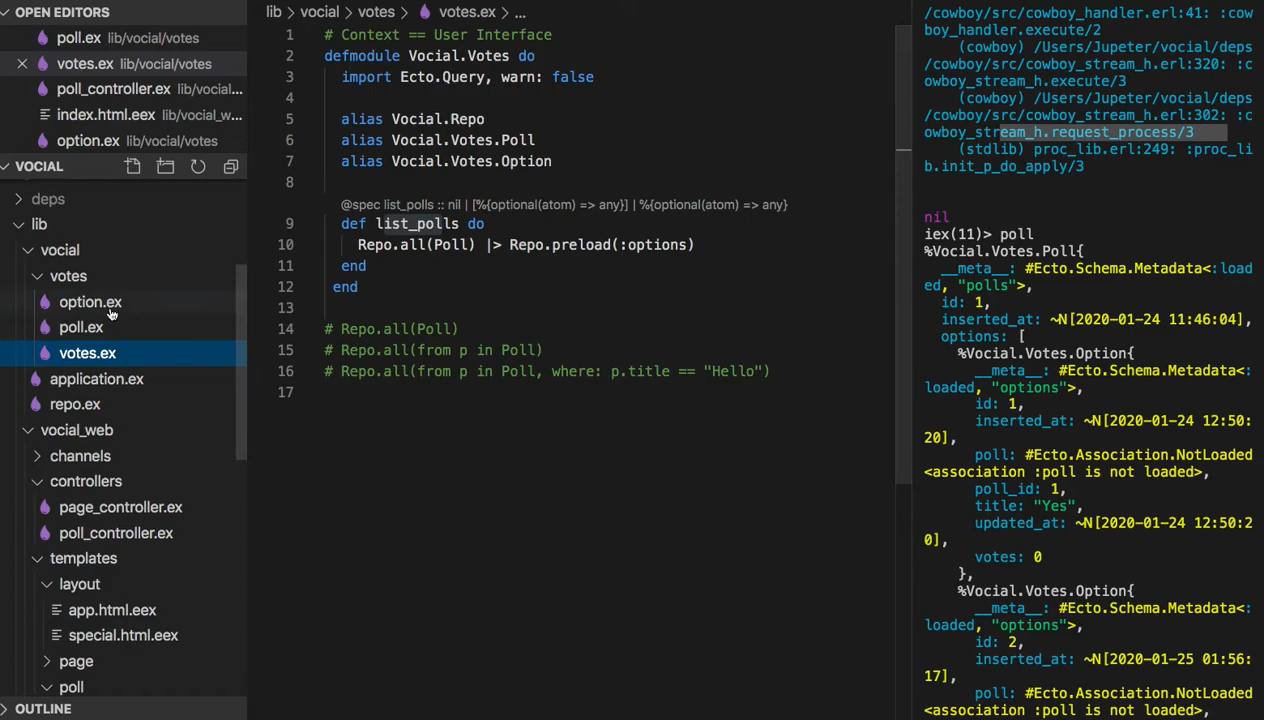 OPEN EDITORS
poll.ex lib/vocial/votes
votes.ex lib/vocial/votes
poll_controller.ex lib/vocial...
index.html.eex lib/vocial_w...
option.ex lib/vocial/votes
VOCIAL
deps
lib
vocial
votes
option.ex
poll.ex
votes.ex
application.ex
repo.ex
vocial_web
channels
controllers
page_controller.ex
poll_controller.ex
templates
layout
app.html.eex
special.html.eex
page
poll
OUTLINE
lib > vocial > votes > votes.ex > ...
1 # Context == User Interface
2 defmodule Vocial.Votes do
3 import Ecto.Query, warn: false
4
5 alias Vocial.Repo
6 alias Vocial.Votes.Poll
7 alias Vocial.Votes.Option
8
@spec list_polls :: nil | [%{optional(atom) => any}] | %{optional(atom) => any}
9 def list_polls do
10 Repo.all(Poll) |> Repo.preload(:options)
11 end
12 end
13
14 # Repo.all(Poll)
15 # Repo.all(from p in Poll)
16 # Repo.all(from p in Poll, where: p.title == "Hello")
17
/cowboy/src/cowboy_handler.erl:41: :cow
boy_handler.execute/2
(cowboy) /Users/Jupeter/vocial/deps
/cowboy/src/cowboy_stream_h.erl:320: :c
owboy_stream_h.execute/3
(cowboy) /Users/Jupeter/vocial/deps
/cowboy/src/cowboy_stream_h.erl:302: :c
owboy_stream_h.request_process/3
(stdlib) proc_lib.erl:249: :proc_li
b.init_p_do_apply/3
nil
iex(11)> poll
%Vocial.Votes.Poll{
__meta__: #Ecto.Schema.Metadata<:load
ed, "polls">,
id: 1,
inserted_at: ~N[2020-01-24 11:46:04],
options: [
%Vocial.Votes.Option{
__meta__: #Ecto.Schema.Metadata<:
loaded, "options">,
id: 1,
inserted_at: ~N[2020-01-24 12:50:
20],
poll: #Ecto.Association.NotLoaded
<association :poll is not loaded>,
poll_id: 1,
title: "Yes",
updated_at: ~N[2020-01-24 12:50:2
0],
votes: 0
},
%Vocial.Votes.Option{
__meta__: #Ecto.Schema.Metadata<:
loaded, "options">,
id: 2,
inserted_at: ~N[2020-01-25 01:56:
17],
poll: #Ecto.Association.NotLoaded
<association :poll is not loaded>,